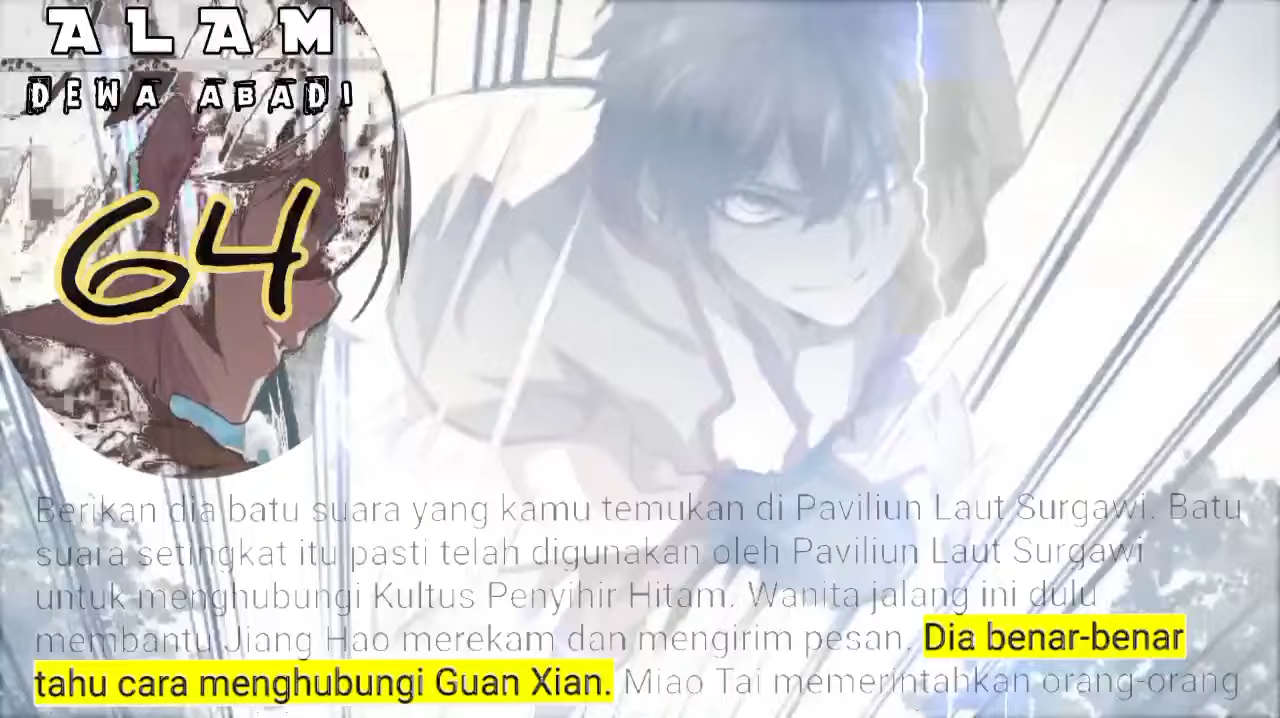 ALAM
DEWA ABADI
64
Berikan dia batu suara yang kamu temukan di Paviliun Laut Surgawi. Batu
suara setingkat itu pasti telah digunakan oleh Paviliun Laut Surgawi
untuk menghubungi Kultus Penyihir Hitam. Wanita jalang ini dulu
membantu Jiang Hao merekam dan mengirim pesan. Dia benar-benar
tahu cara menghubungi Guan Xian. Miao Tai memerintahkan orang-orang